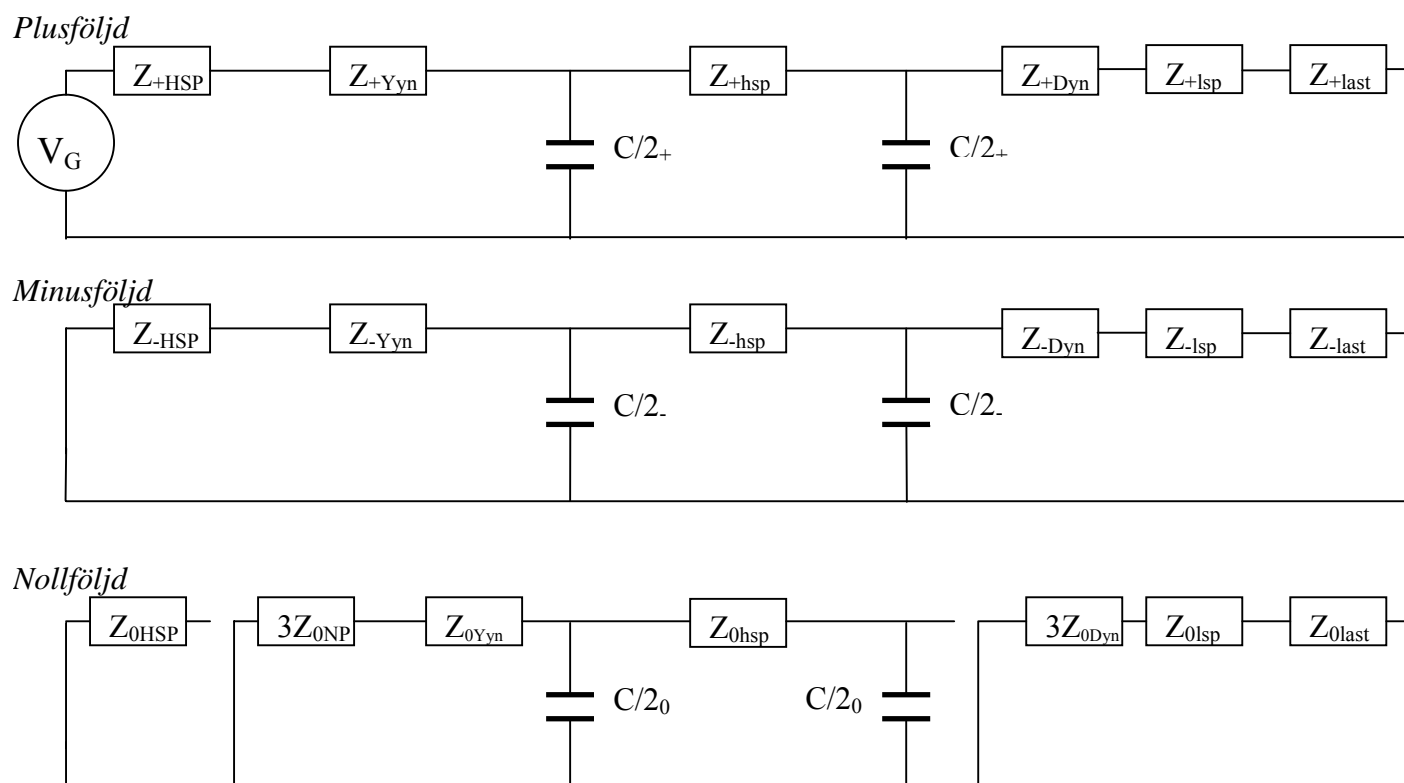 Plusföljd
Z+HSP Z+Yyn Z+hsp Z+Dyn Z+lsp Z+last
VG C/2+ C/2+
Minusföljd
Z-HSP Z-Yyn Z-hsp Z-Dyn Z-lsp Z-last
C/2- C/2-
Nollföljd
Z0HSP 3Z0NP Z0Yyn Z0hsp 3Z0Dyn Z0lsp Z0last
C/20 C/20